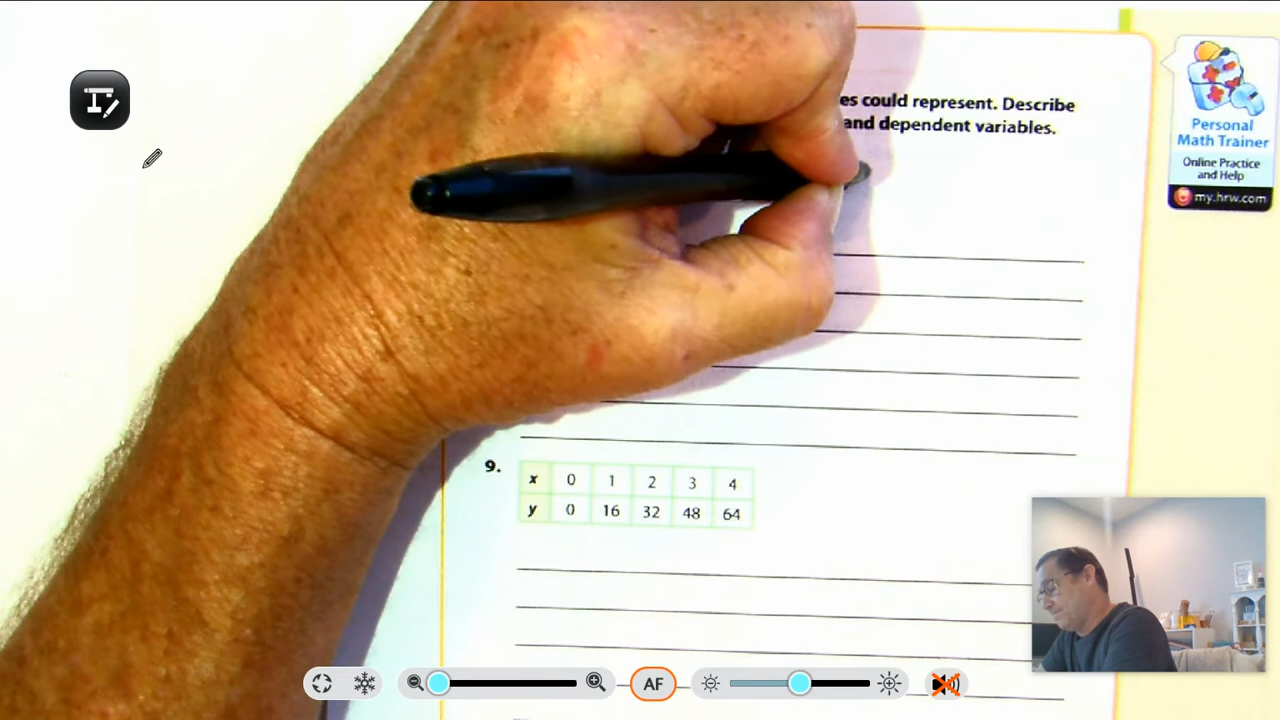 es could represent. Describe
and dependent variables.
Personal
Math Trainer
Online Practice
and Help
my.hrw.com
9.
x 0 1 2 3 4
y 0 16 32 48 64
AF